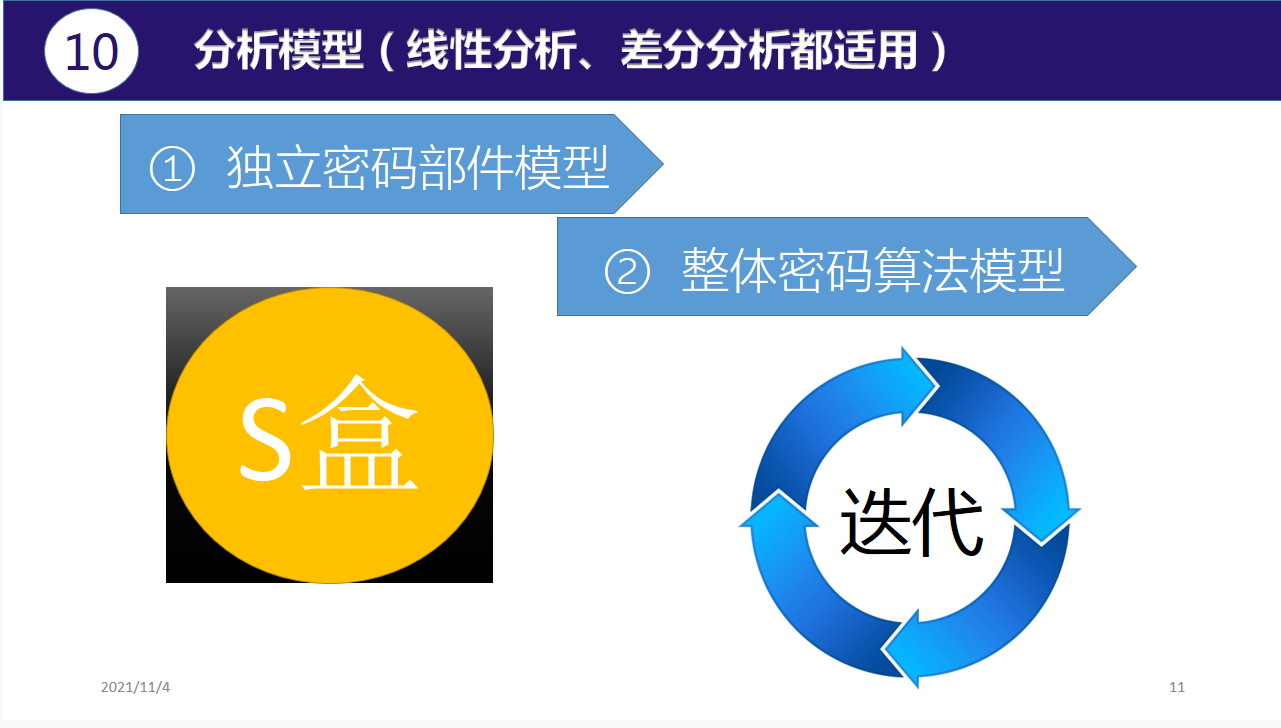 10
分析模型（线性分析、差分分析都适用）
① 独立密码部件模型
② 整体密码算法模型
S盒
迭代
2021/11/4
11